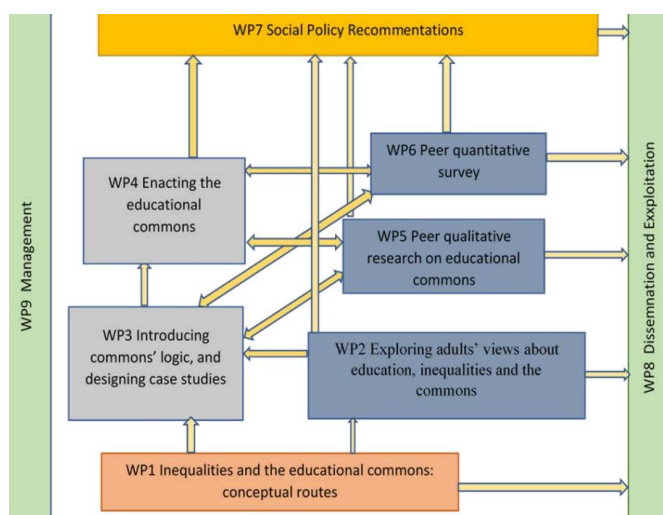 WP7 Social Policy Recommentations
WP6 Peer quantitative
survey
WP4 Enacting the
educational
commons
WP5 Peer qualitative
research on educational
commons
WP3 Introducing
commons' logic, and
designing case studies
WP2 Exploring adults' views about
education, inequalities and the
commons
WP1 Inequalities and the educational commons:
conceptual routes
WP9 Management
WP8 Dissemnation and Exxploitation